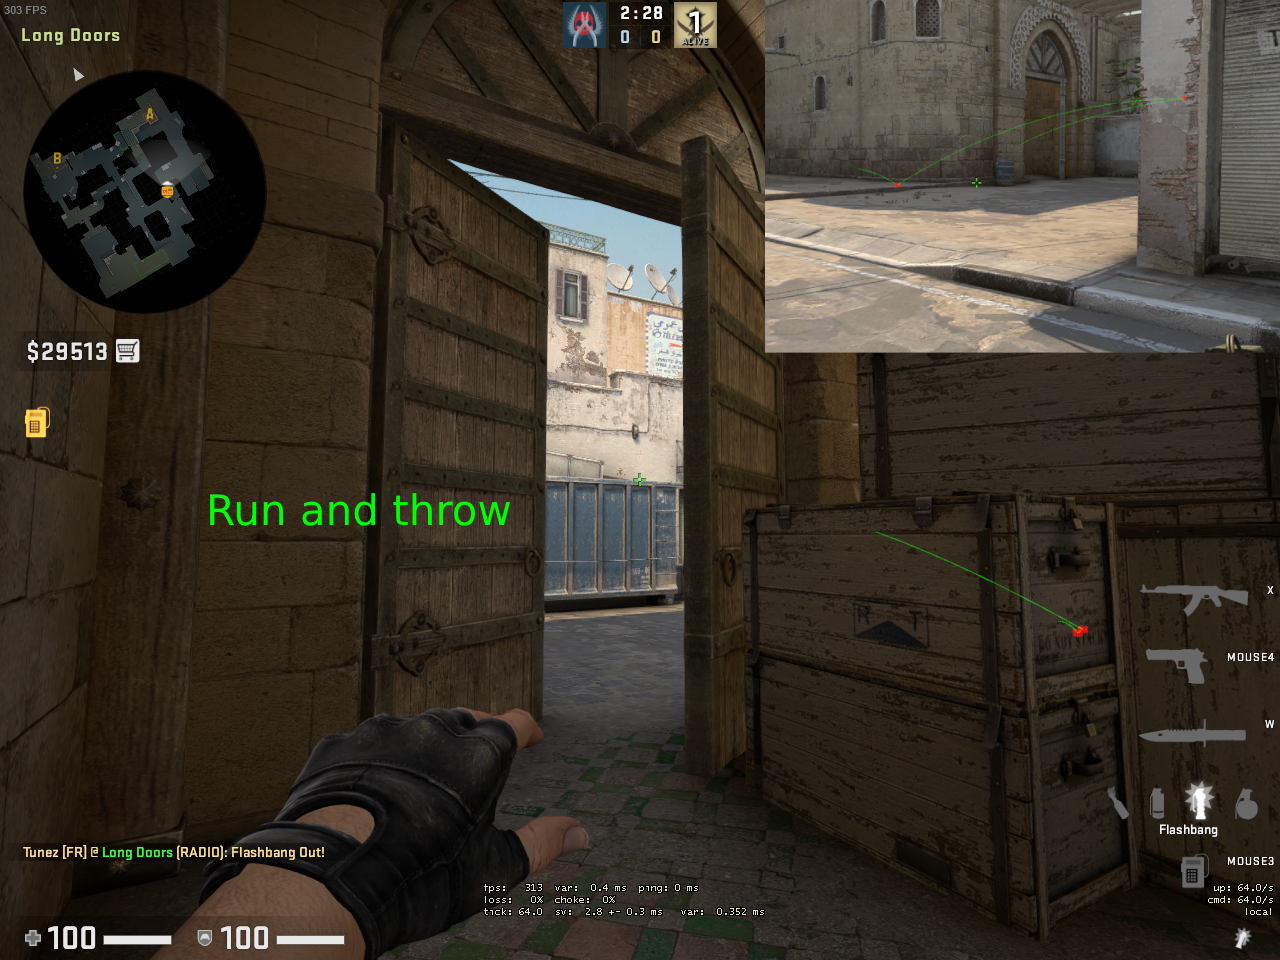 303 FPS
Long Doors
2:28
0 0
1
ALIVE
A
B
$29513
Run and throw
X
MOUSE4
W
Flashbang
MOUSE3
Tunez [FR] @ Long Doors (RADIO): Flashbang Out!
fps: 313 var: 0.4 ms ping: 0 ms
loss: 0% choke: 0%
tick: 64.0 sv: 2.8 +- 0.3 ms var: 0.352 ms
up: 64.0/s
cmd: 64.0/s
local
100
100